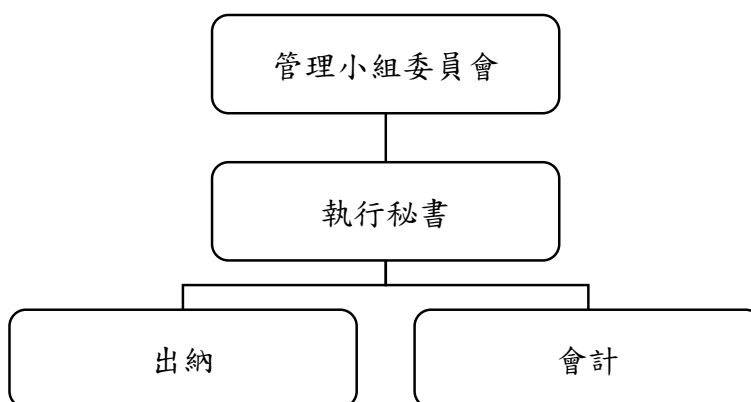 管理小組委員會
執行秘書
出納
會計